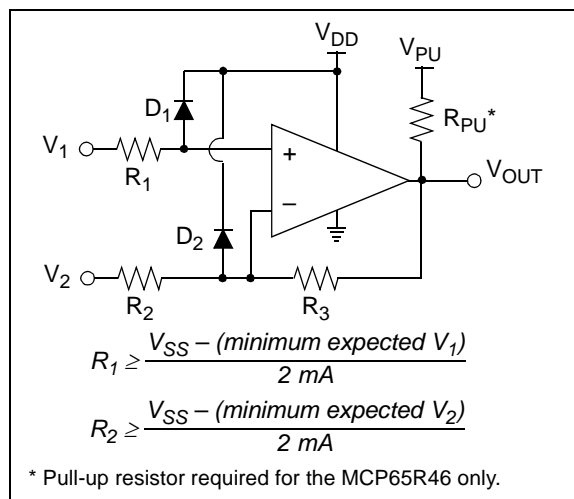 V_DD
V_PU
D_1
R_PU*
V_1
R_1
+
V_OUT
–
D_2
V_2
R_2
R_3
R_1 ≥ V_SS – (minimum expected V_1) / 2 mA
R_2 ≥ V_SS – (minimum expected V_2) / 2 mA
* Pull-up resistor required for the MCP65R46 only.